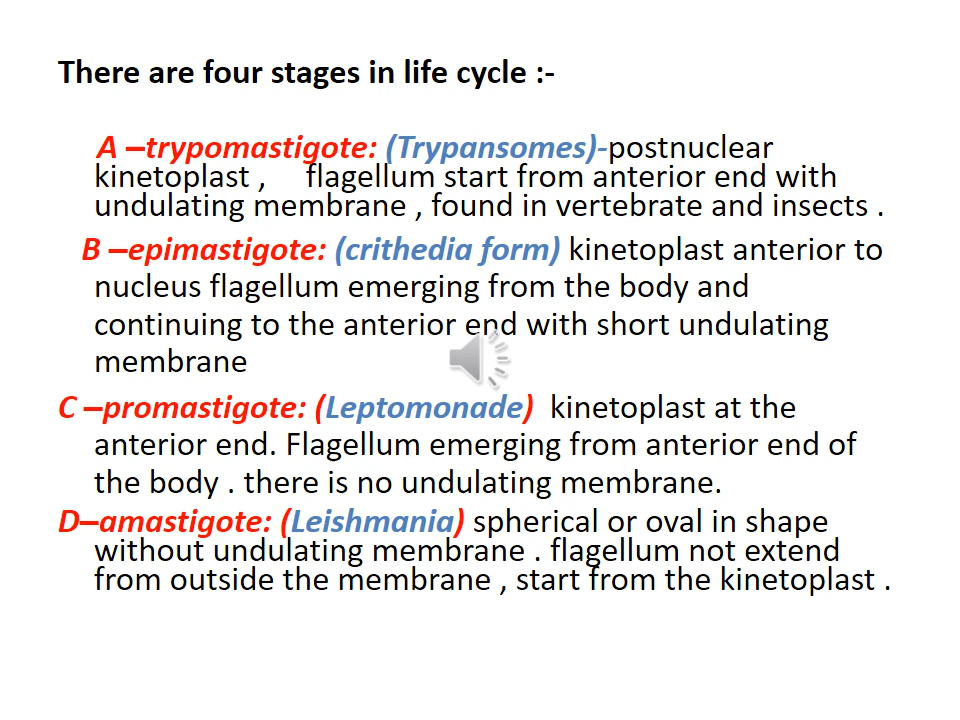 There are four stages in life cycle :-
A –trypomastigote: (Trypansomes)-postnuclear
kinetoplast , flagellum start from anterior end with
undulating membrane , found in vertebrate and insects .
B –epimastigote: (crithedia form) kinetoplast anterior to
nucleus flagellum emerging from the body and
continuing to the anterior end with short undulating
membrane
C –promastigote: (Leptomonade) kinetoplast at the
anterior end. Flagellum emerging from anterior end of
the body . there is no undulating membrane.
D–amastigote: (Leishmania) spherical or oval in shape
without undulating membrane . flagellum not extend
from outside the membrane , start from the kinetoplast .